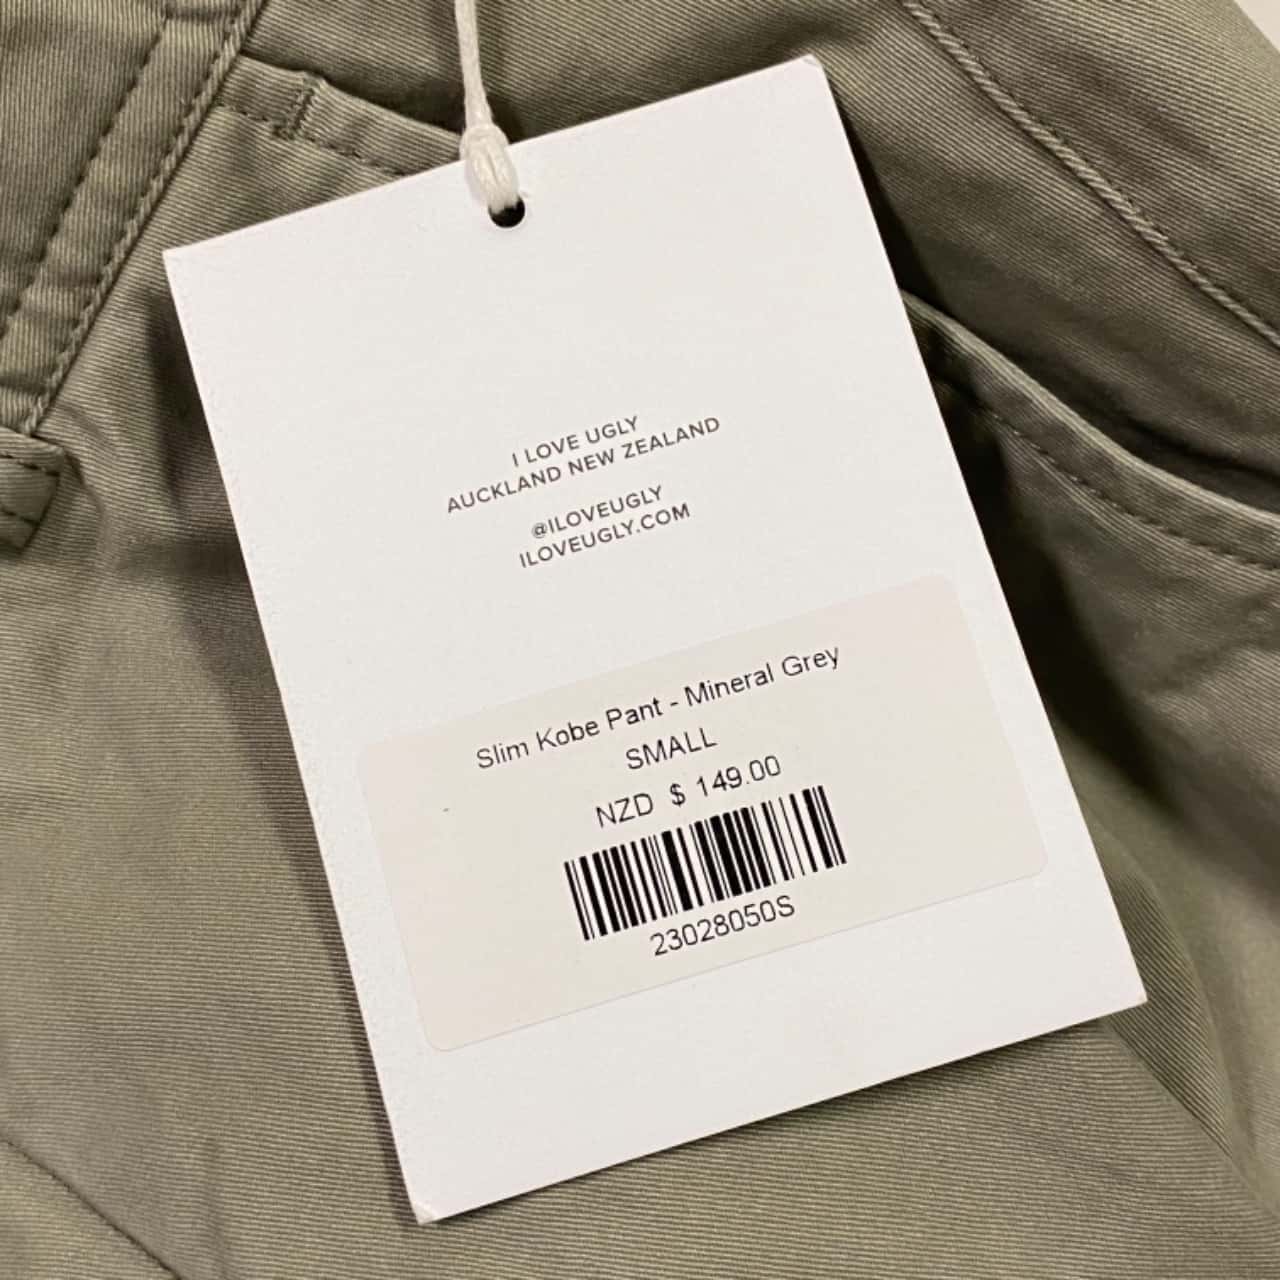 I LOVE UGLY
AUCKLAND NEW ZEALAND
@ILOVEUGLY
ILOVEUGLY.COM
Slim Kobe Pant - Mineral Grey
SMALL
NZD $ 149.00
23028050S